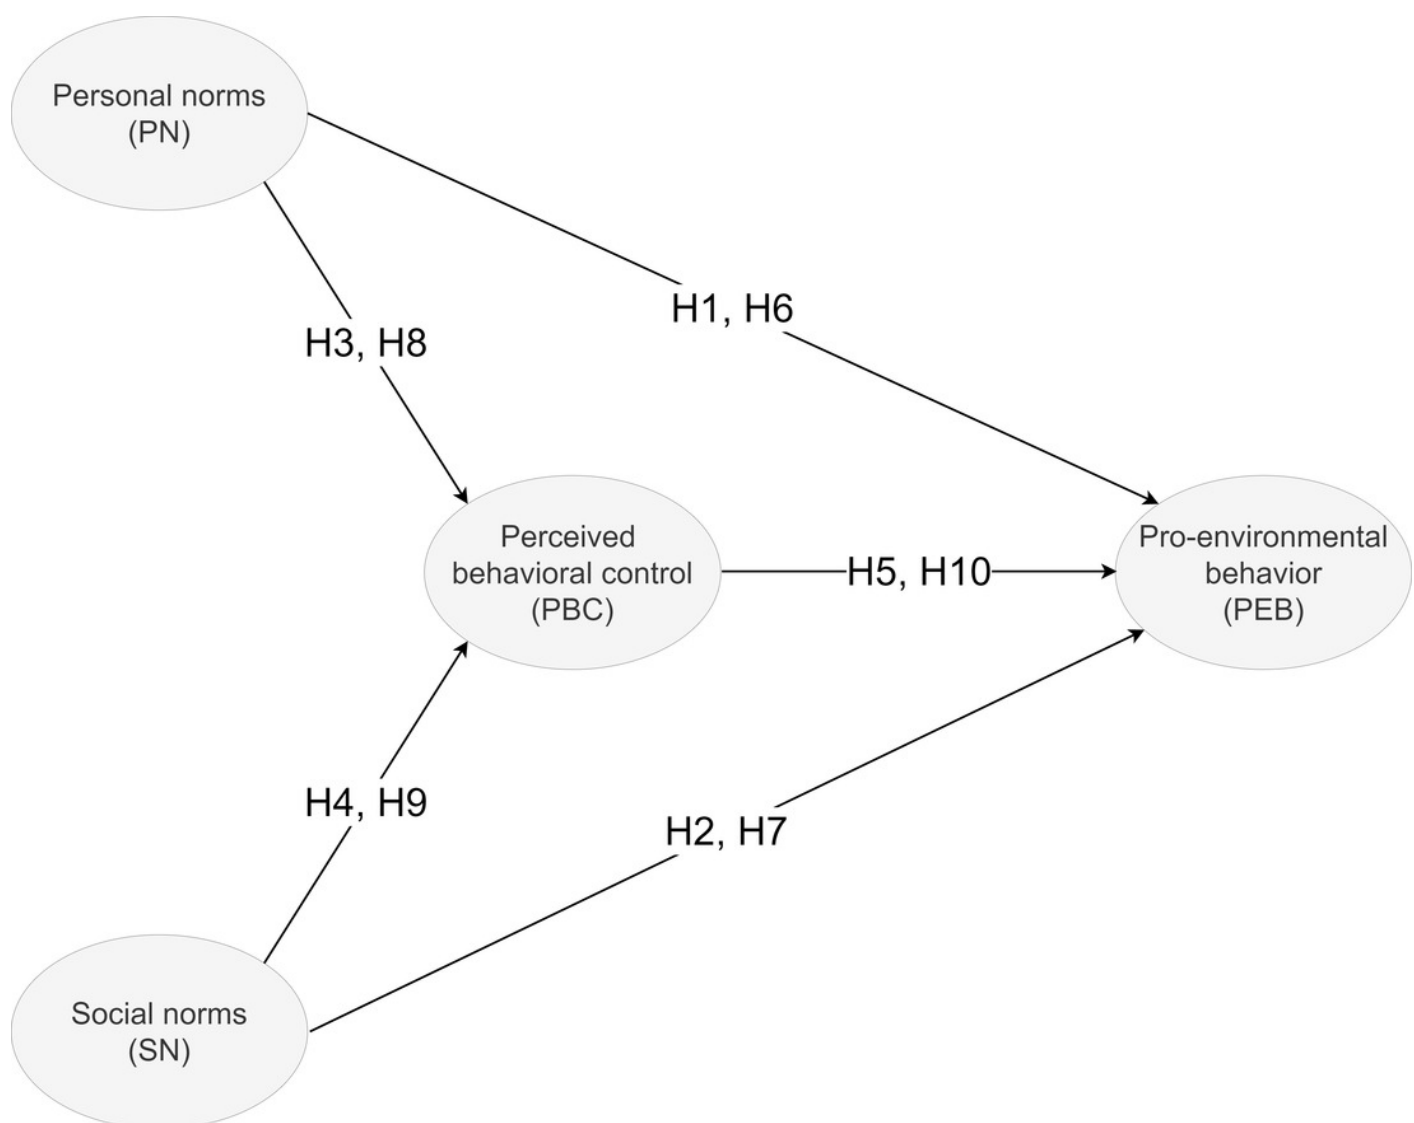 Personal norms
(PN)
H1, H6
H3, H8
Perceived
behavioral control
(PBC)
H5, H10
Pro-environmental
behavior
(PEB)
H4, H9
H2, H7
Social norms
(SN)